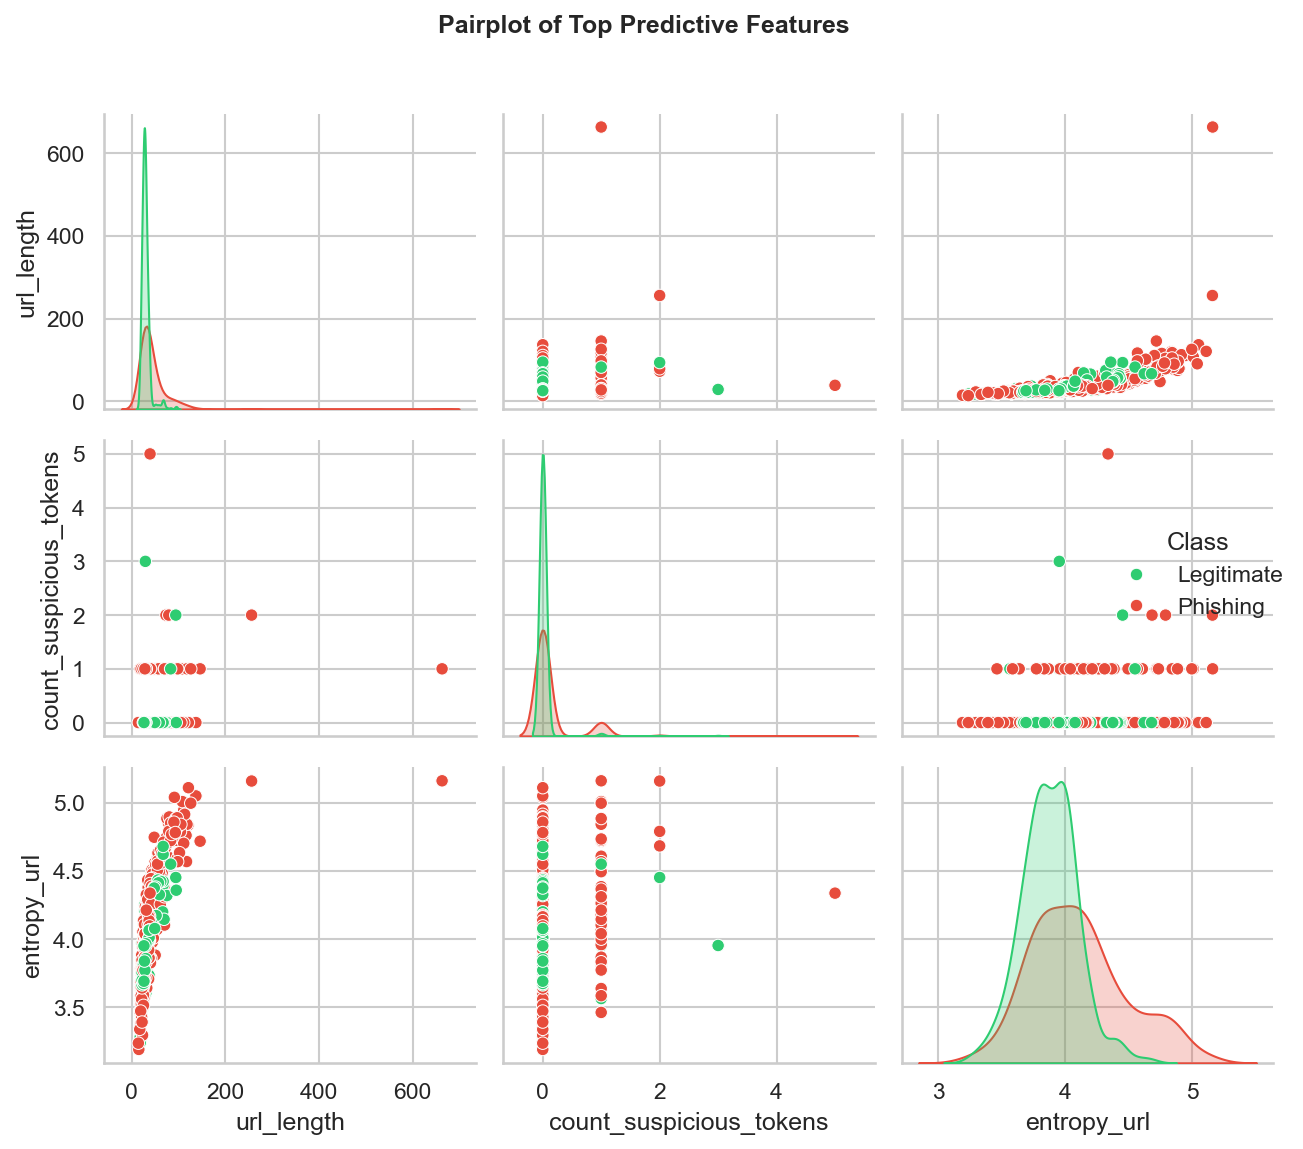 Pairplot of Top Predictive Features
url_length
600
400
200
0
count_suspicious_tokens
5
4
3
2
1
0
Class
Legitimate
Phishing
entropy_url
5.0
4.5
4.0
3.5
0 200 400 600
0 2 4
3 4 5
url_length
count_suspicious_tokens
entropy_url